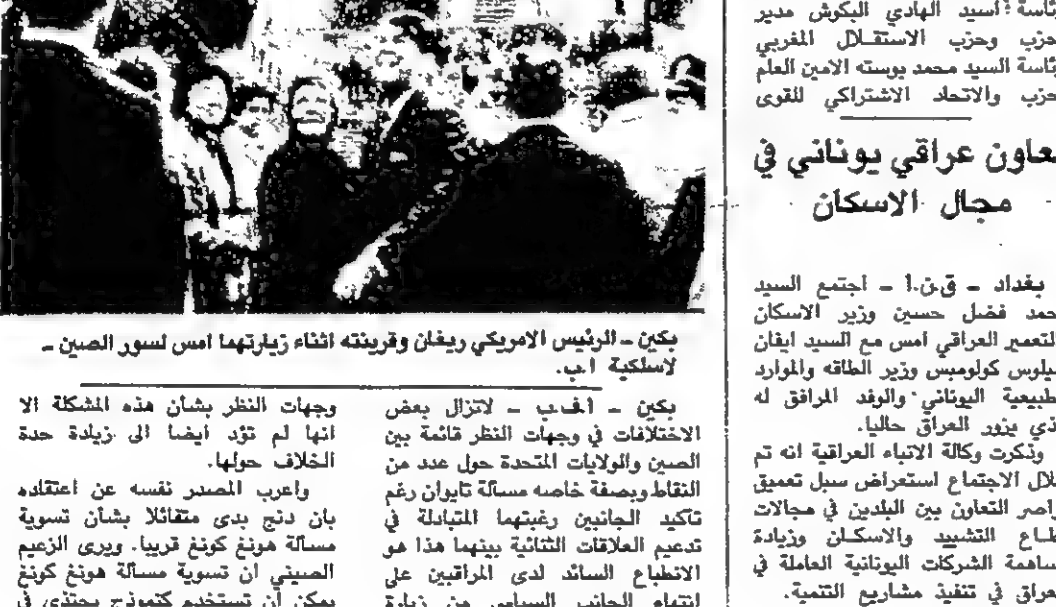 ئاسة السيد الهادي البكوش مدير
حزب وحزب الاستقلال المغربي
ئاسة السيد محمد بوسته الامين العلم
حزب والاتحاد الاشتراكي للقوى
عاون عراقي يوناني في
مجال الاسكان
بغداد - ق.ن.ا - اجتمع السيد
حمد فضل حسين وزير الاسكان
التعمير العراقي امس مع السيد ايفان
يلوس كولومبس وزير الطاقه والموارد
طبيعية اليوناني والوفد المرافق له
ذي يزور العراق حاليا.
وذكرت وكالة الانباء العراقية انه تم
لال الاجتماع استعراض سبل تعميق
اصر التعاون بين البلدين في مجالات
طاع التشييد والاسكان وزيادة
ساهمة الشركات اليونانية العاملة في
عراق في تنفيذ مشاريع التنمية.
بكين - الرئيس الامريكي ريغان وقرينته اثناء زيارتهما امس لسور الصين -
لاسلكية ا.ب.
بكين - ا.ف.ب - لاتزال بعض
الاختلافات في وجهات النظر قائمة بين
الصين والولايات المتحدة حول عدد من
النقاط وبصفة خاصه مسألة تايوان رغم
تاكيد الجانبين رغبتهما المتبادلة في
تدعيم العلاقات الثنائية بينهما هذا هو
الانطباع السائد لدى المراقبين على
انتهاء الجانب السياسي من زيارة
وجهات النظر بشأن هذه المشكلة الا
انها لم تؤد ايضا الى زيادة حدة
الخلاف حولها.
واعرب المصدر نفسه عن اعتقاده
بان دنج بدى متفائلا بشأن تسوية
مسألة هونغ كونغ قريبا. ويرى الزعيم
الصيني ان تسوية مسألة هونغ كونغ
يمكن ان تستخدم كنموذج يحتذى في